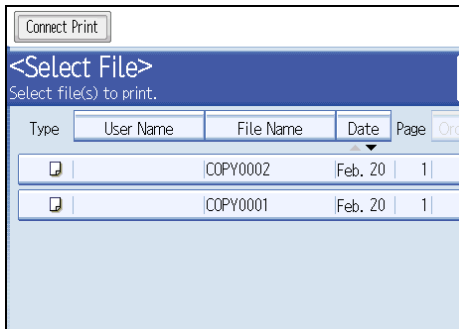 Connect Print
<Select File>
Select file(s) to print.
Type User Name File Name Date Page
COPY0002 Feb. 20 1
COPY0001 Feb. 20 1